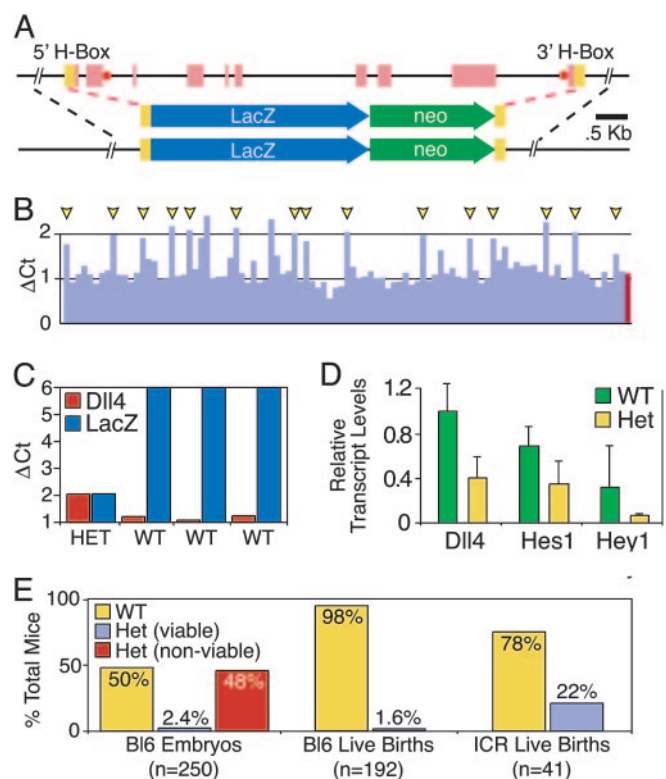 A
5' H-Box
3' H-Box
LacZ
neo
LacZ
neo
.5 Kb
B
ΔCt
2
1
0
C
ΔCt
6
5
4
3
2
1
Dll4
LacZ
HET
WT
WT
WT
D
Relative
Transcript Levels
1.2
0.8
0.4
0
WT
Het
Dll4
Hes1
Hey1
E
% Total Mice
100
50
0
WT
Het (viable)
Het (non-viable)
50%
2.4%
48%
98%
1.6%
78%
22%
Bl6 Embryos
(n=250)
Bl6 Live Births
(n=192)
ICR Live Births
(n=41)